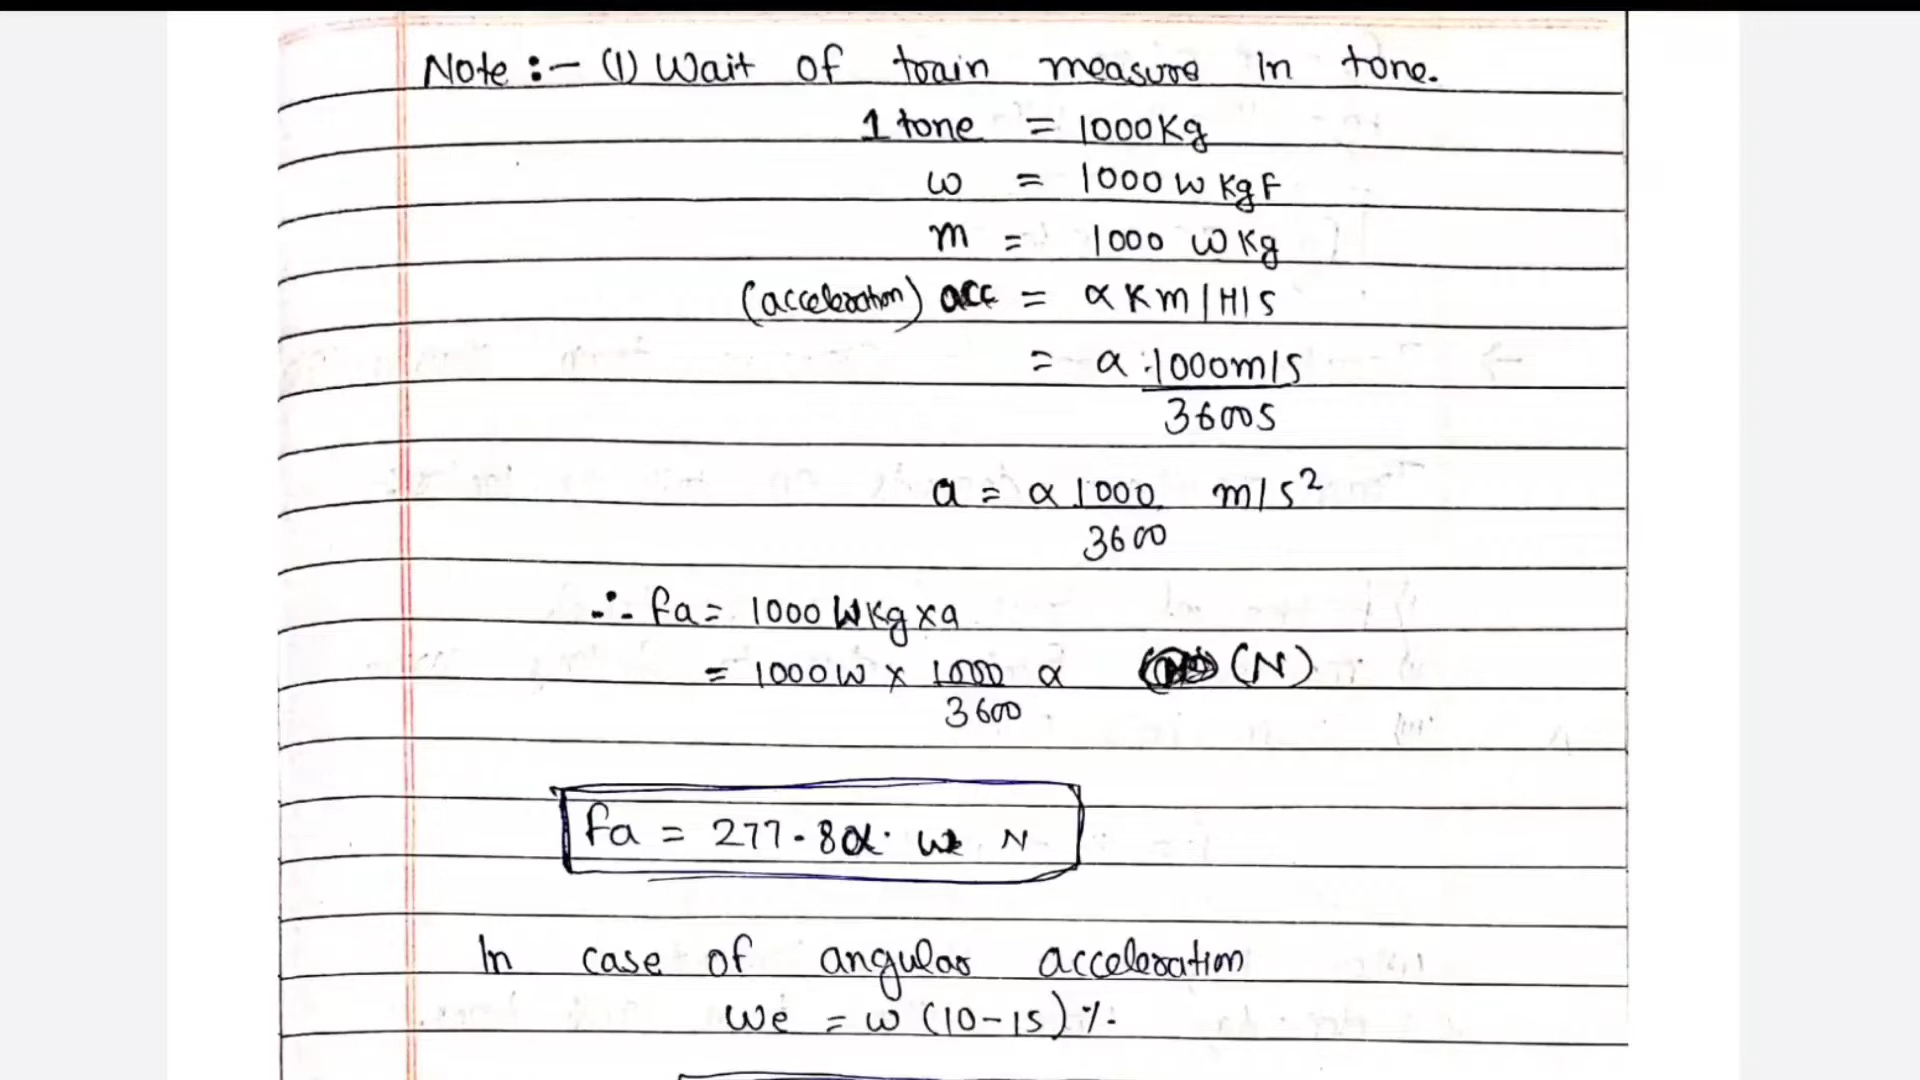 Note :- (1) Wait of train measure in tone.
1 tone = 1000Kg
w = 1000 w KgF
m = 1000 w Kg
(acceleration) acc = α Km/H/s
= α . 1000m/s
3600s
a = α 1000 m/s²
3600
∴ fa = 1000 W Kg x a
= 1000w x 1000 α (N)
3600
fa = 277.8α. we N
In case of angular acceleration
we = w (10-15) %.